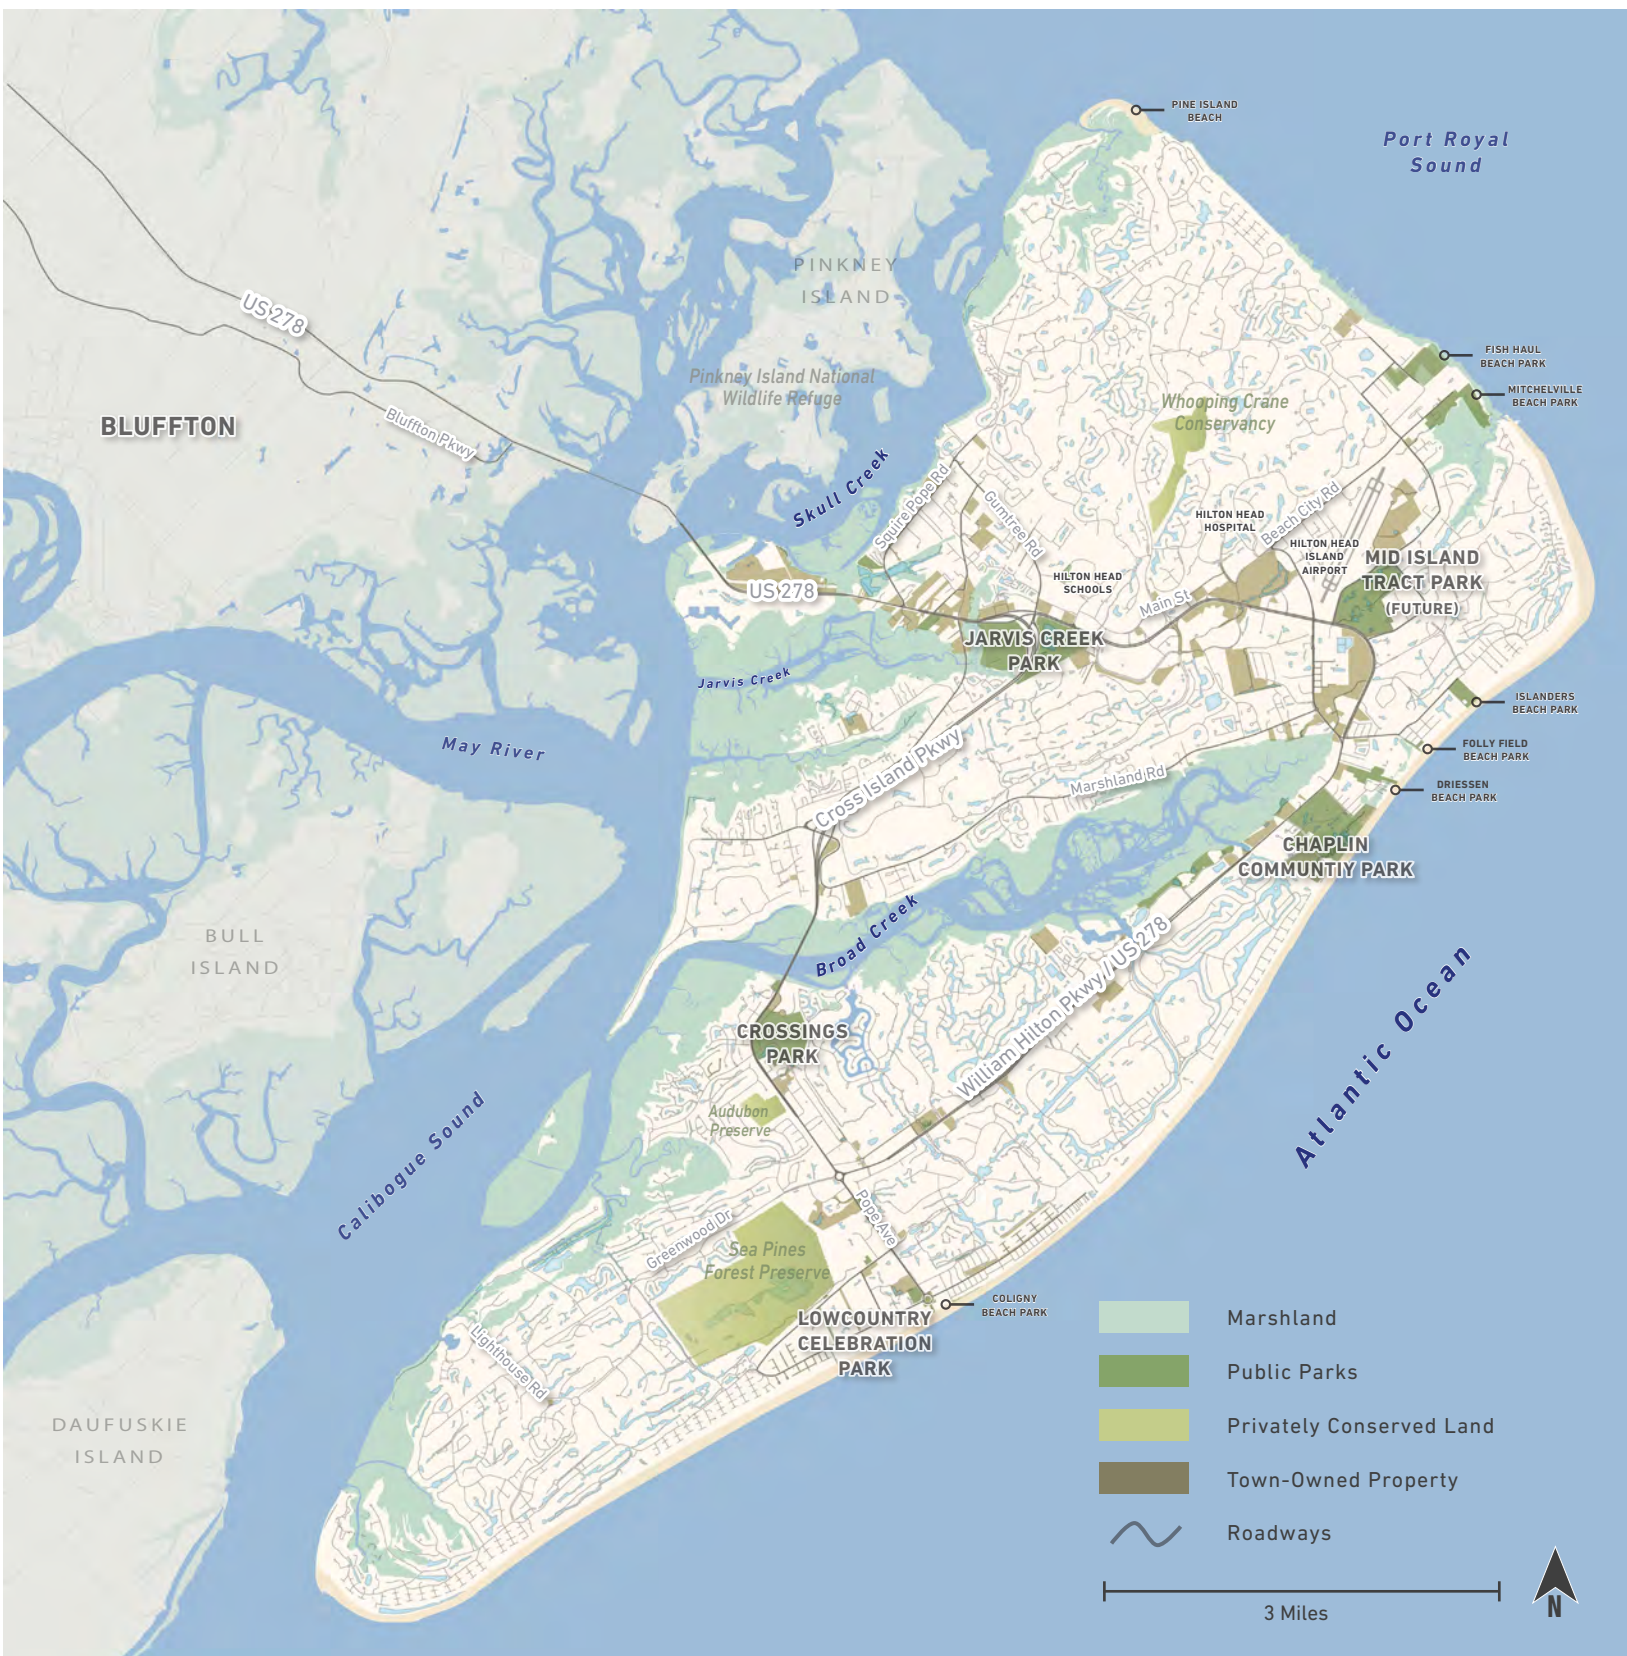 PINE ISLAND
BEACH
Port Royal
Sound
PINKNEY
ISLAND
US 278
FISH HAUL
BEACH PARK
Pinkney Island National
Wildlife Refuge
MITCHELVILLE
BEACH PARK
Whooping Crane
Conservancy
BLUFFTON
Bluffton Pkwy
Skull Creek
Squire Pope Rd
Gumtree Rd
Beach City Rd
HILTON HEAD
HOSPITAL
HILTON HEAD
ISLAND
AIRPORT
MID ISLAND
TRACT PARK
(FUTURE)
HILTON HEAD
SCHOOLS
US 278
Main St
JARVIS CREEK
PARK
Jarvis Creek
ISLANDERS
BEACH PARK
May River
FOLLY FIELD
BEACH PARK
Cross Island Pkwy
Marshland Rd
DRIESSEN
BEACH PARK
CHAPLIN
COMMUNTIY PARK
Broad Creek
BULL
ISLAND
William Hilton Pkwy / US 278
Atlantic Ocean
CROSSINGS
PARK
Audubon
Preserve
Calibogue Sound
Pope Ave
Greenwood Dr
Sea Pines
Forest Preserve
COLIGNY
BEACH PARK
LOWCOUNTRY
CELEBRATION
PARK
Lighthouse Rd
DAUFUSKIE
ISLAND
Marshland
Public Parks
Privately Conserved Land
Town-Owned Property
Roadways
3 Miles
N